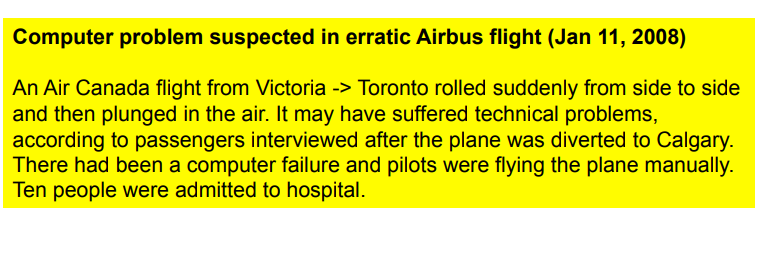 Computer problem suspected in erratic Airbus flight (Jan 11, 2008)
An Air Canada flight from Victoria -> Toronto rolled suddenly from side to side
and then plunged in the air. It may have suffered technical problems,
according to passengers interviewed after the plane was diverted to Calgary.
There had been a computer failure and pilots were flying the plane manually.
Ten people were admitted to hospital.